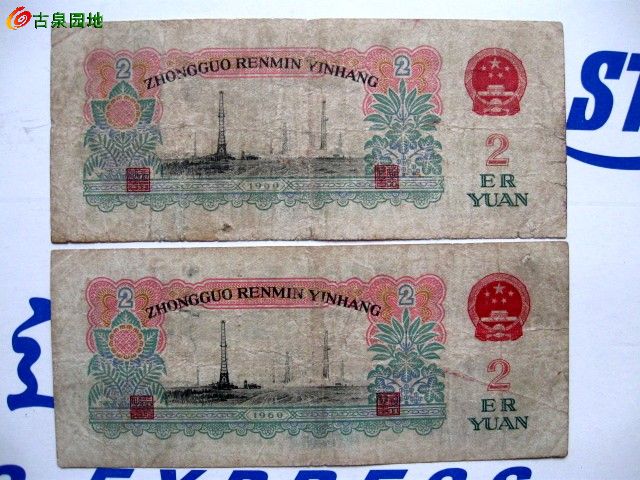 古泉园地
2 2
ZHONGGUO RENMIN YINHANG
2
ER
YUAN
1960
2 2
ZHONGGUO RENMIN YINHANG
2
ER
YUAN
1960
ST
EXPRESS